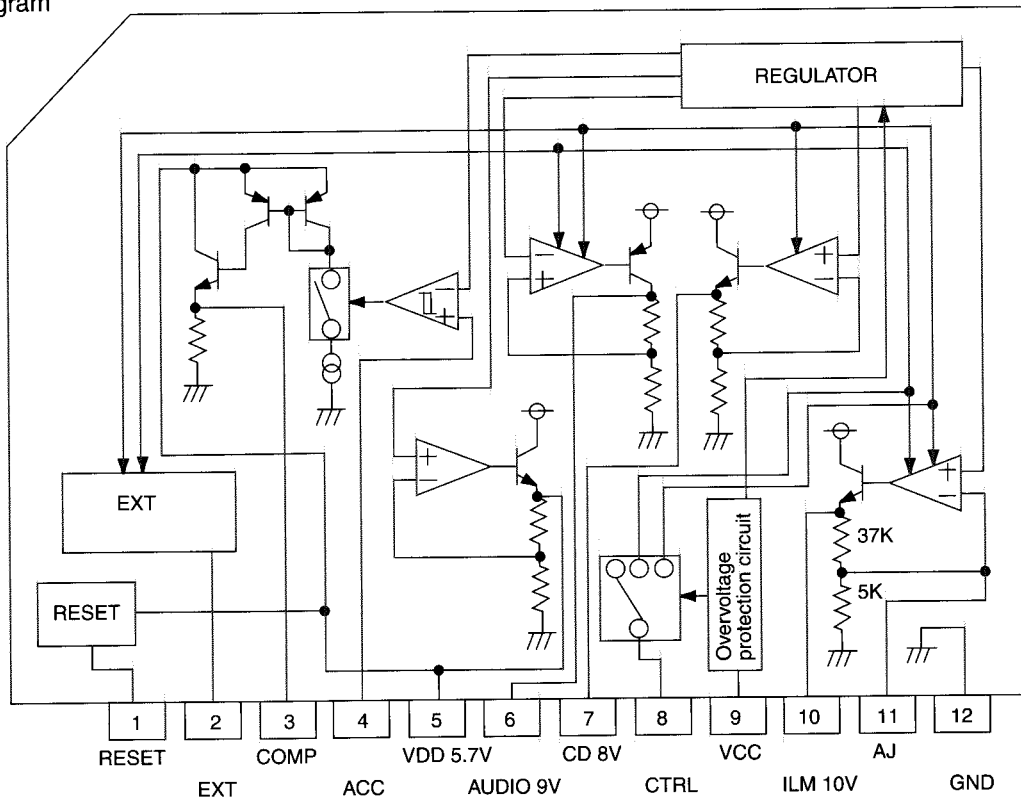 gram
REGULATOR
−
+
+
−
−
+
+
−
+
−
EXT
37K
5K
RESET
Overvoltage
protection circuit
1
2
3
4
5
6
7
8
9
10
11
12
RESET
COMP
VDD 5.7V
CD 8V
VCC
AJ
EXT
ACC
AUDIO 9V
CTRL
ILM 10V
GND